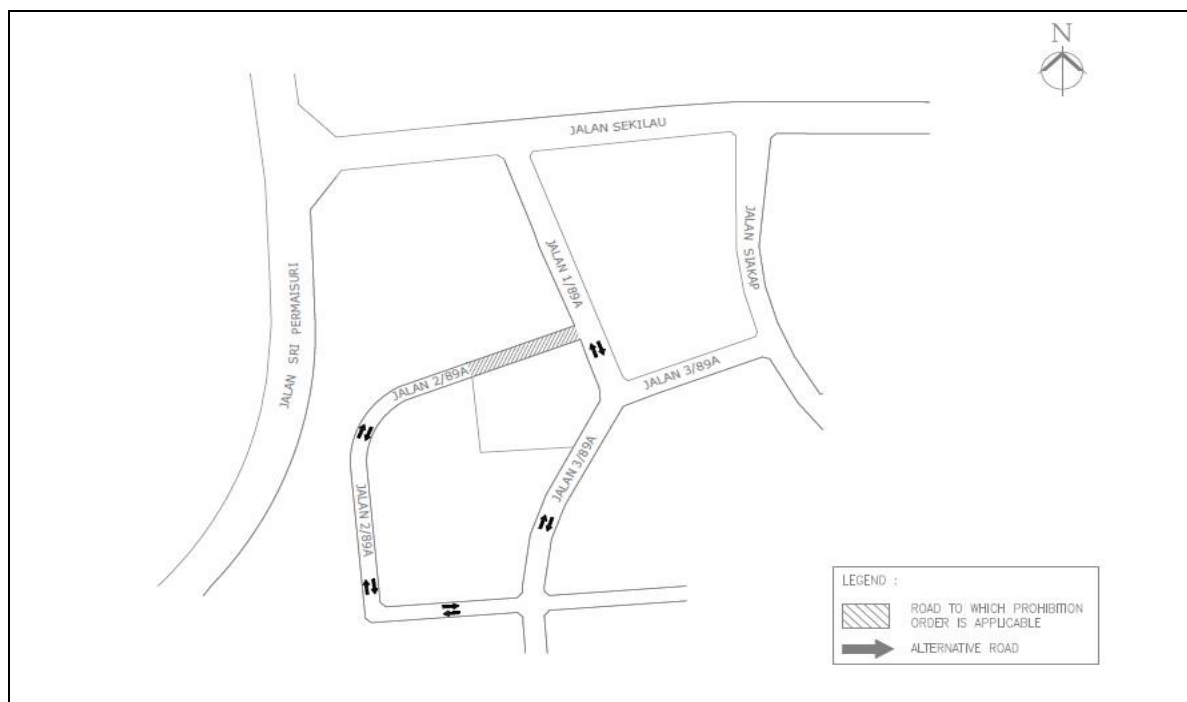 N
JALAN SEKILAU
JALAN SIAKAP
JALAN 1/89A
JALAN SRI PERMAISURI
JALAN 3/89A
JALAN 2/89A
JALAN 3/89A
JALAN 2/89A
LEGEND :
ROAD TO WHICH PROHIBITION
ORDER IS APPLICABLE
ALTERNATIVE ROAD